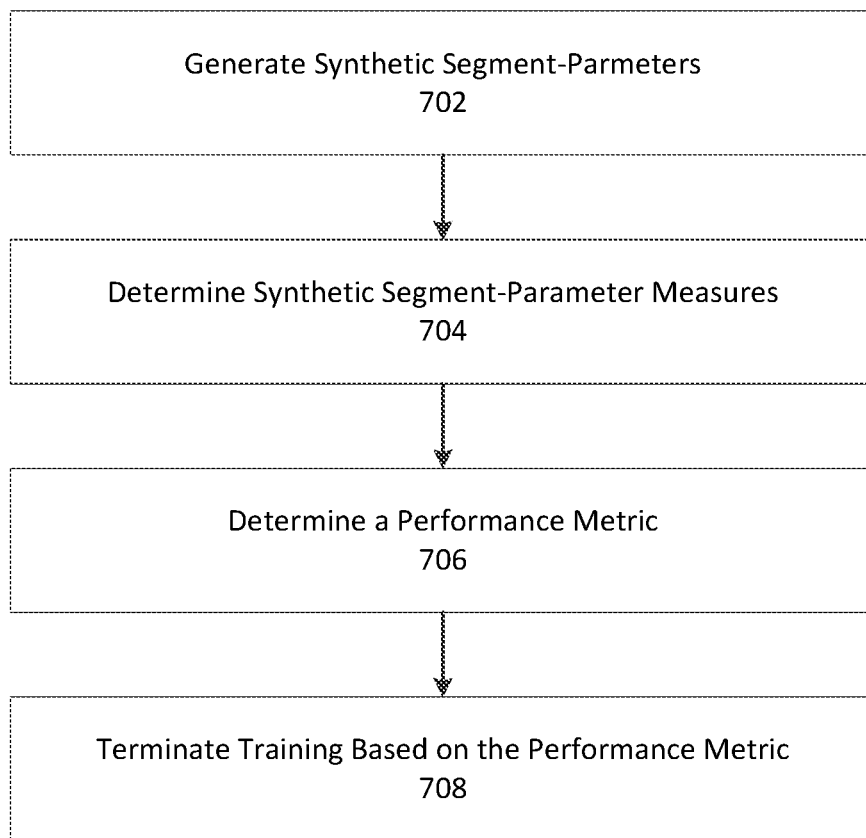 Generate Synthetic Segment-Parmeters
702
Determine Synthetic Segment-Parameter Measures
704
Determine a Performance Metric
706
Terminate Training Based on the Performance Metric
708